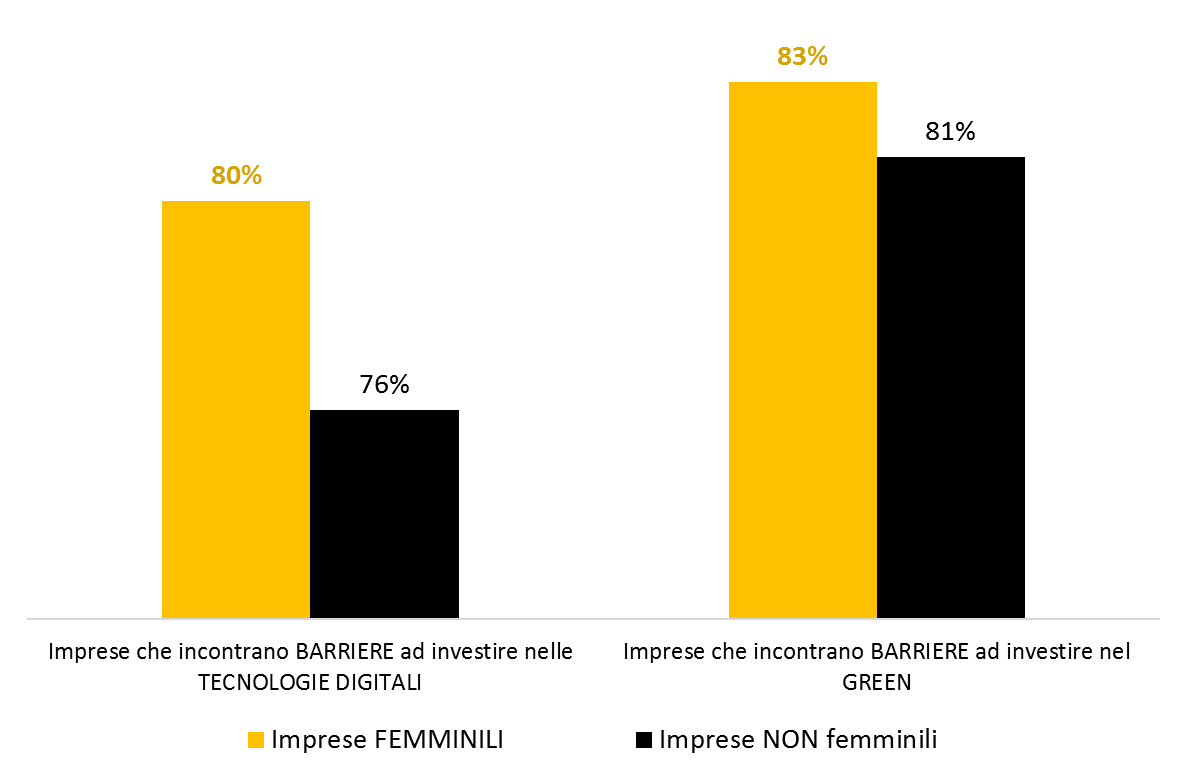 83%
81%
80%
76%
Imprese che incontrano BARRIERE ad investire nelle
TECNOLOGIE DIGITALI
Imprese che incontrano BARRIERE ad investire nel
GREEN
Imprese FEMMINILI
Imprese NON femminili